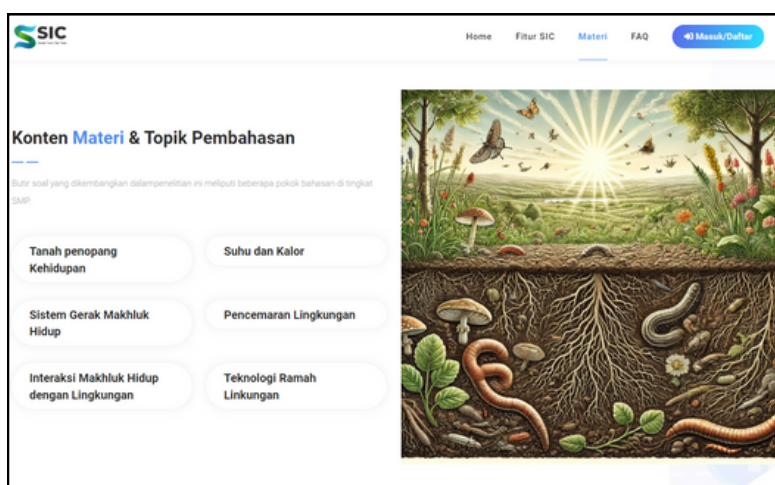 SIC
Home Fitur SIC Materi FAQ Masuk/Daftar
Konten Materi & Topik Pembahasan
Butir soal yang dikembangkan dalampenelitian ini meliputi beberapa pokok bahasan di tingkat
SMP.
Tanah penopang
Kehidupan
Suhu dan Kalor
Sistem Gerak Makhluk
Hidup
Pencemaran Lingkungan
Interaksi Makhluk Hidup
dengan Lingkungan
Teknologi Ramah
Linkungan